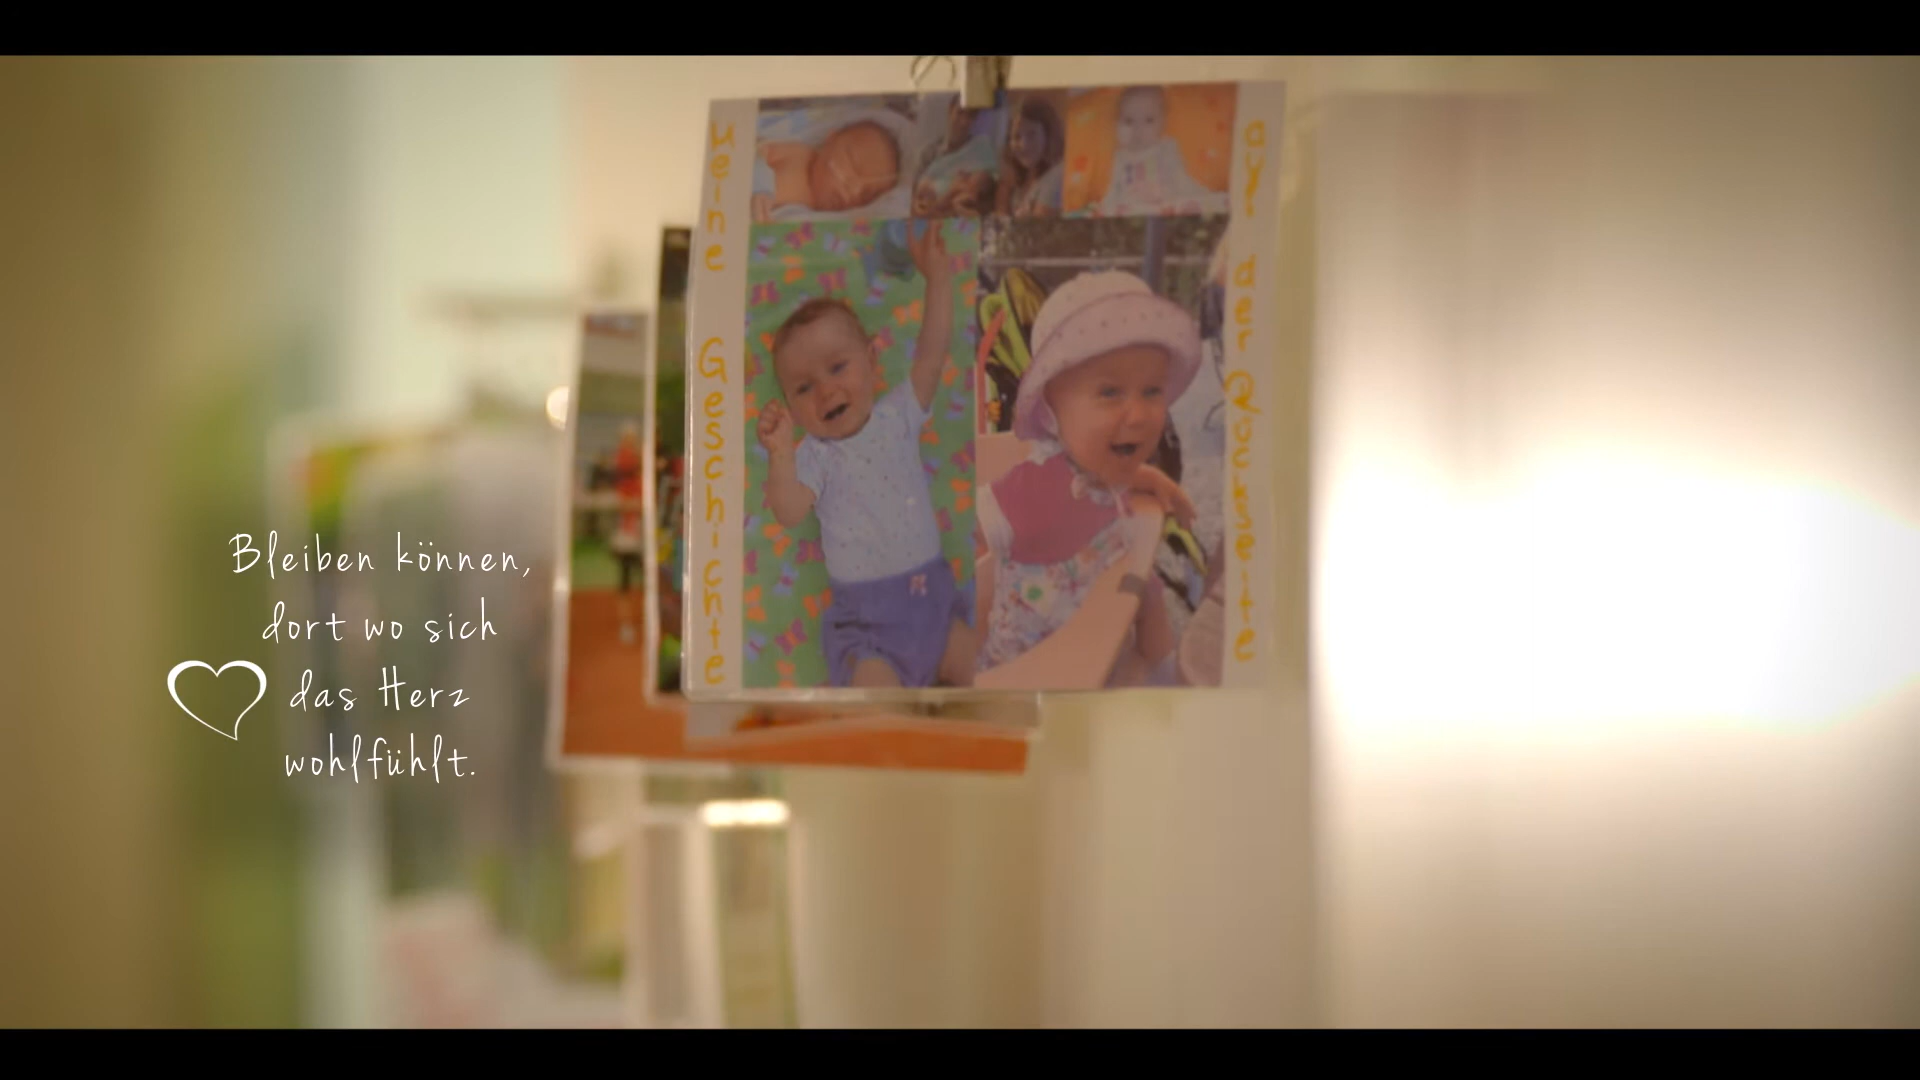 Meine Geschichte
auf der Rückseite
Bleiben können,
dort wo sich
das Herz
wohlfühlt.